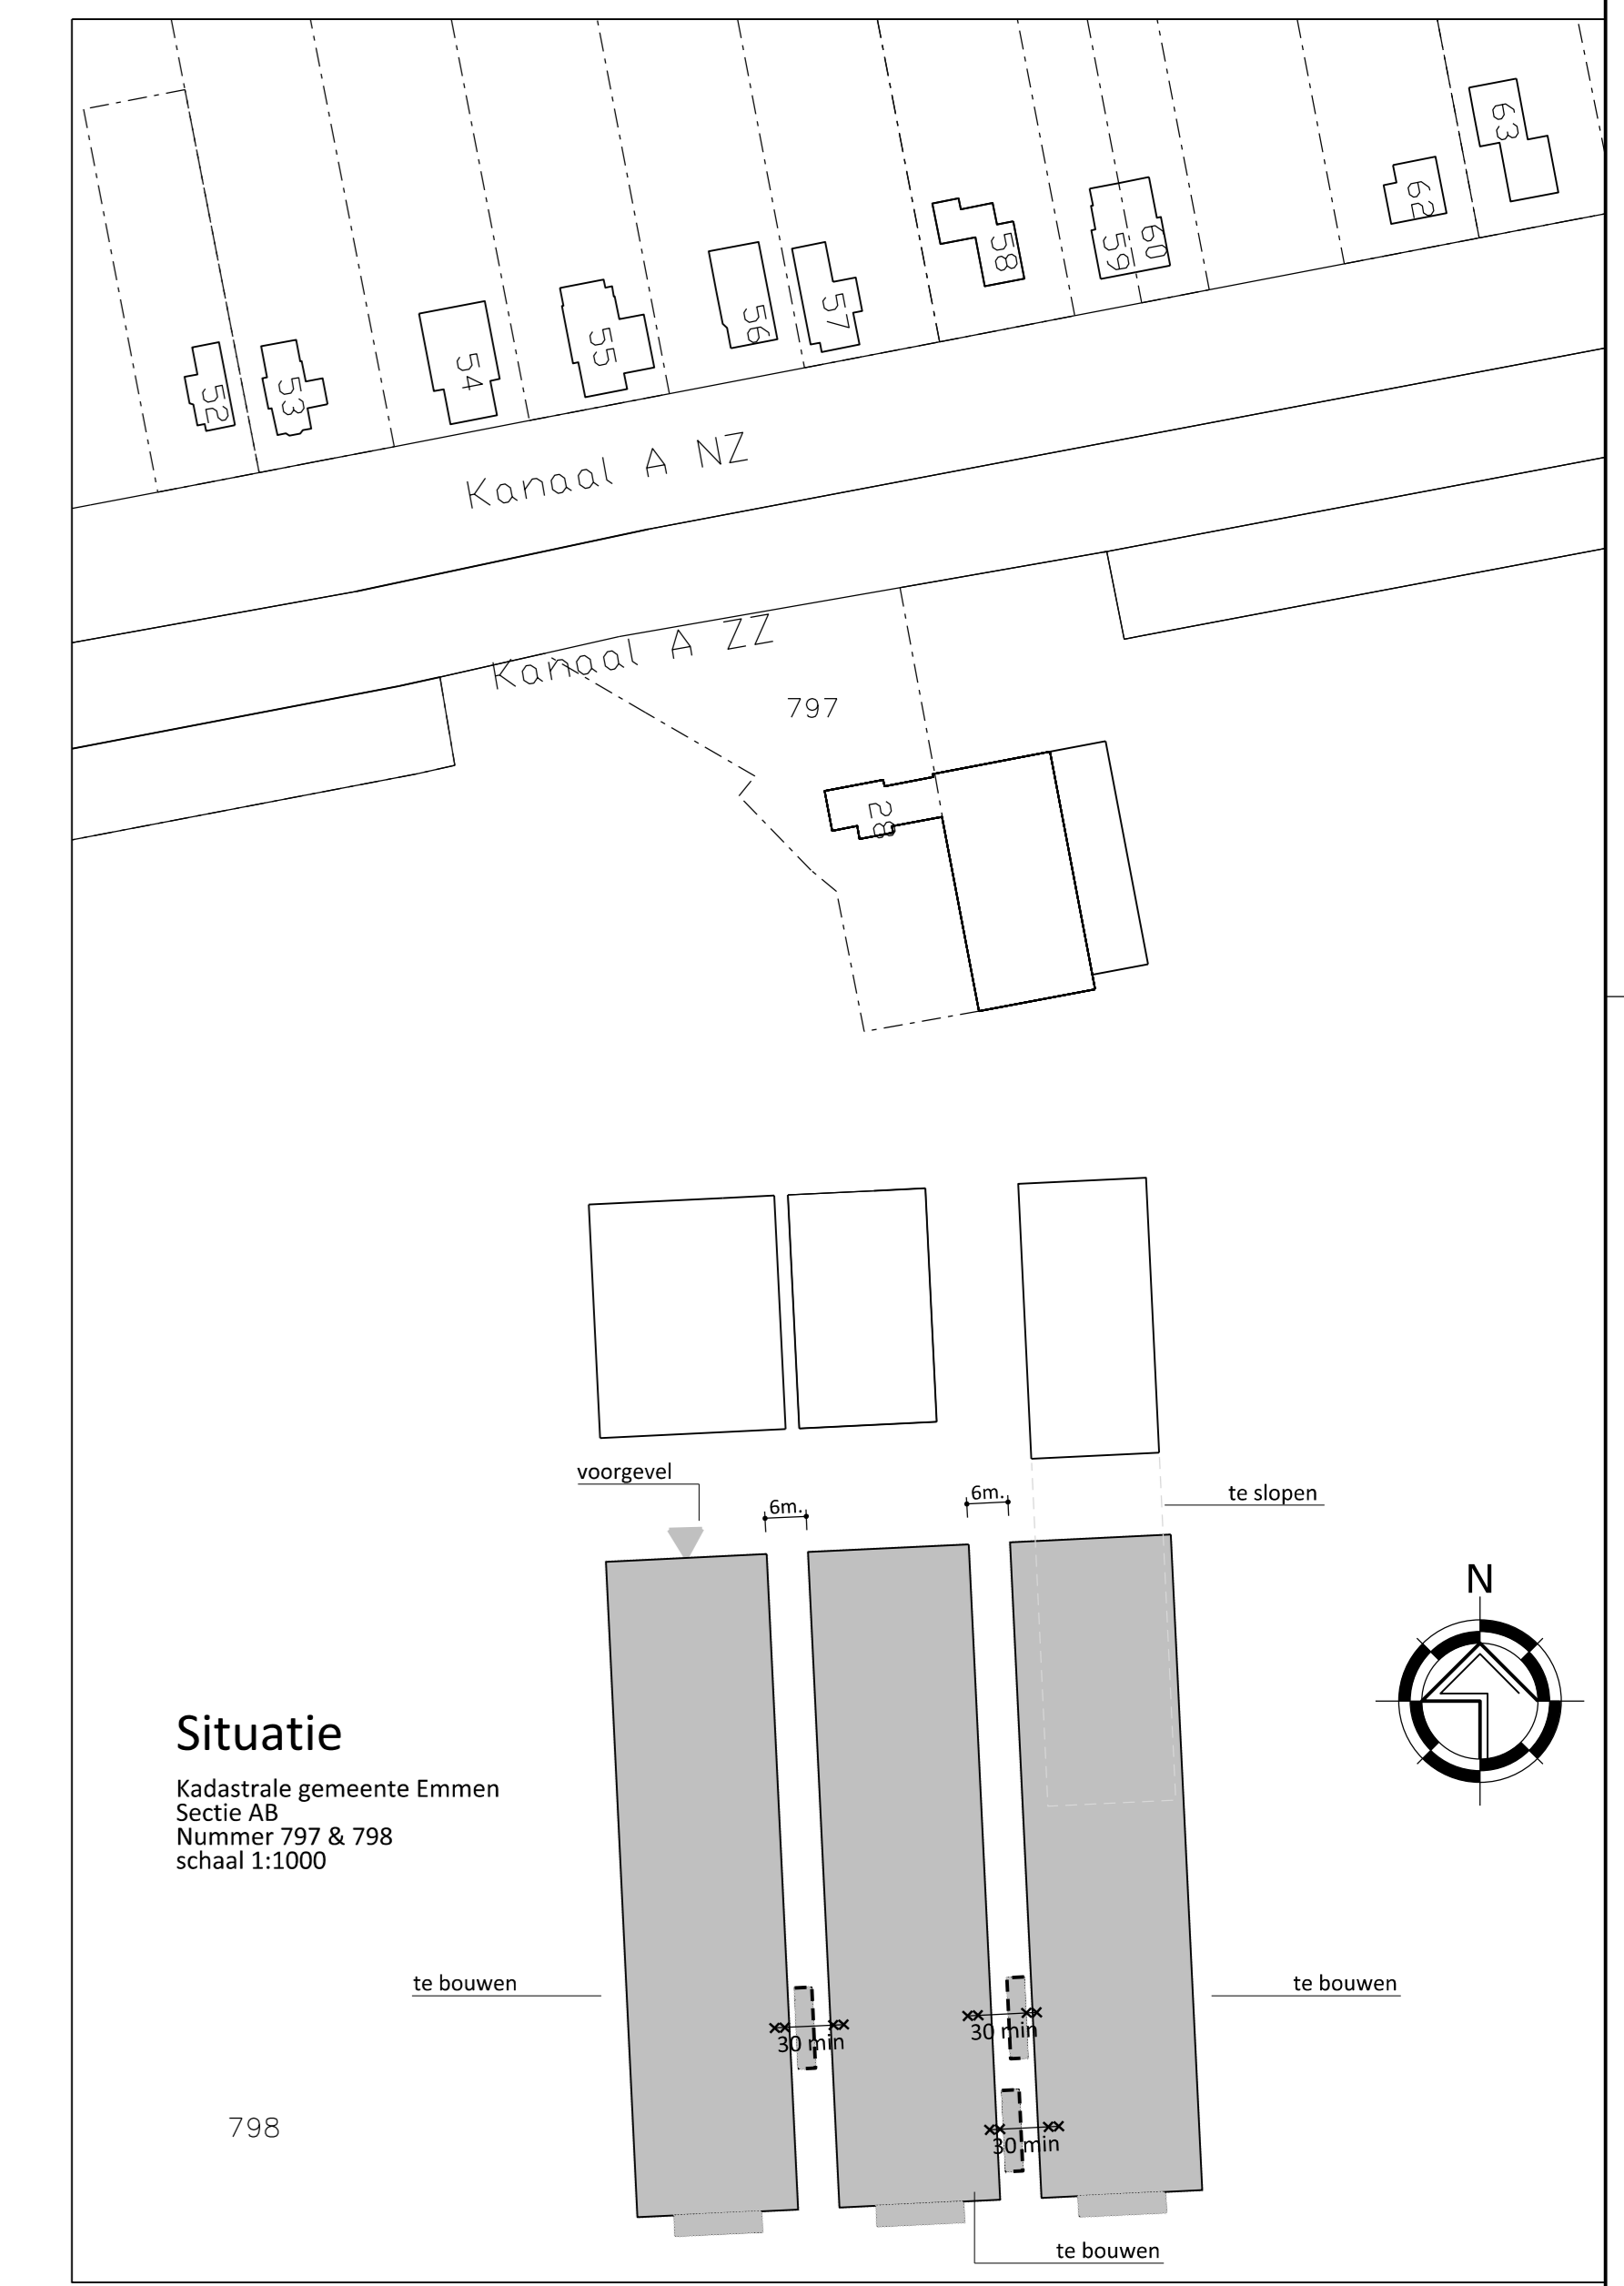 63
62
60
59
58
57
56
55
54
53
52
Kanaal A NZ
Kanaal A ZZ
797
28
voorgevel
6m.
6m.
te slopen
N
Situatie
Kadastrale gemeente Emmen
Sectie AB
Nummer 797 & 798
schaal 1:1000
te bouwen
te bouwen
30 min
30 min
798
30 min
te bouwen